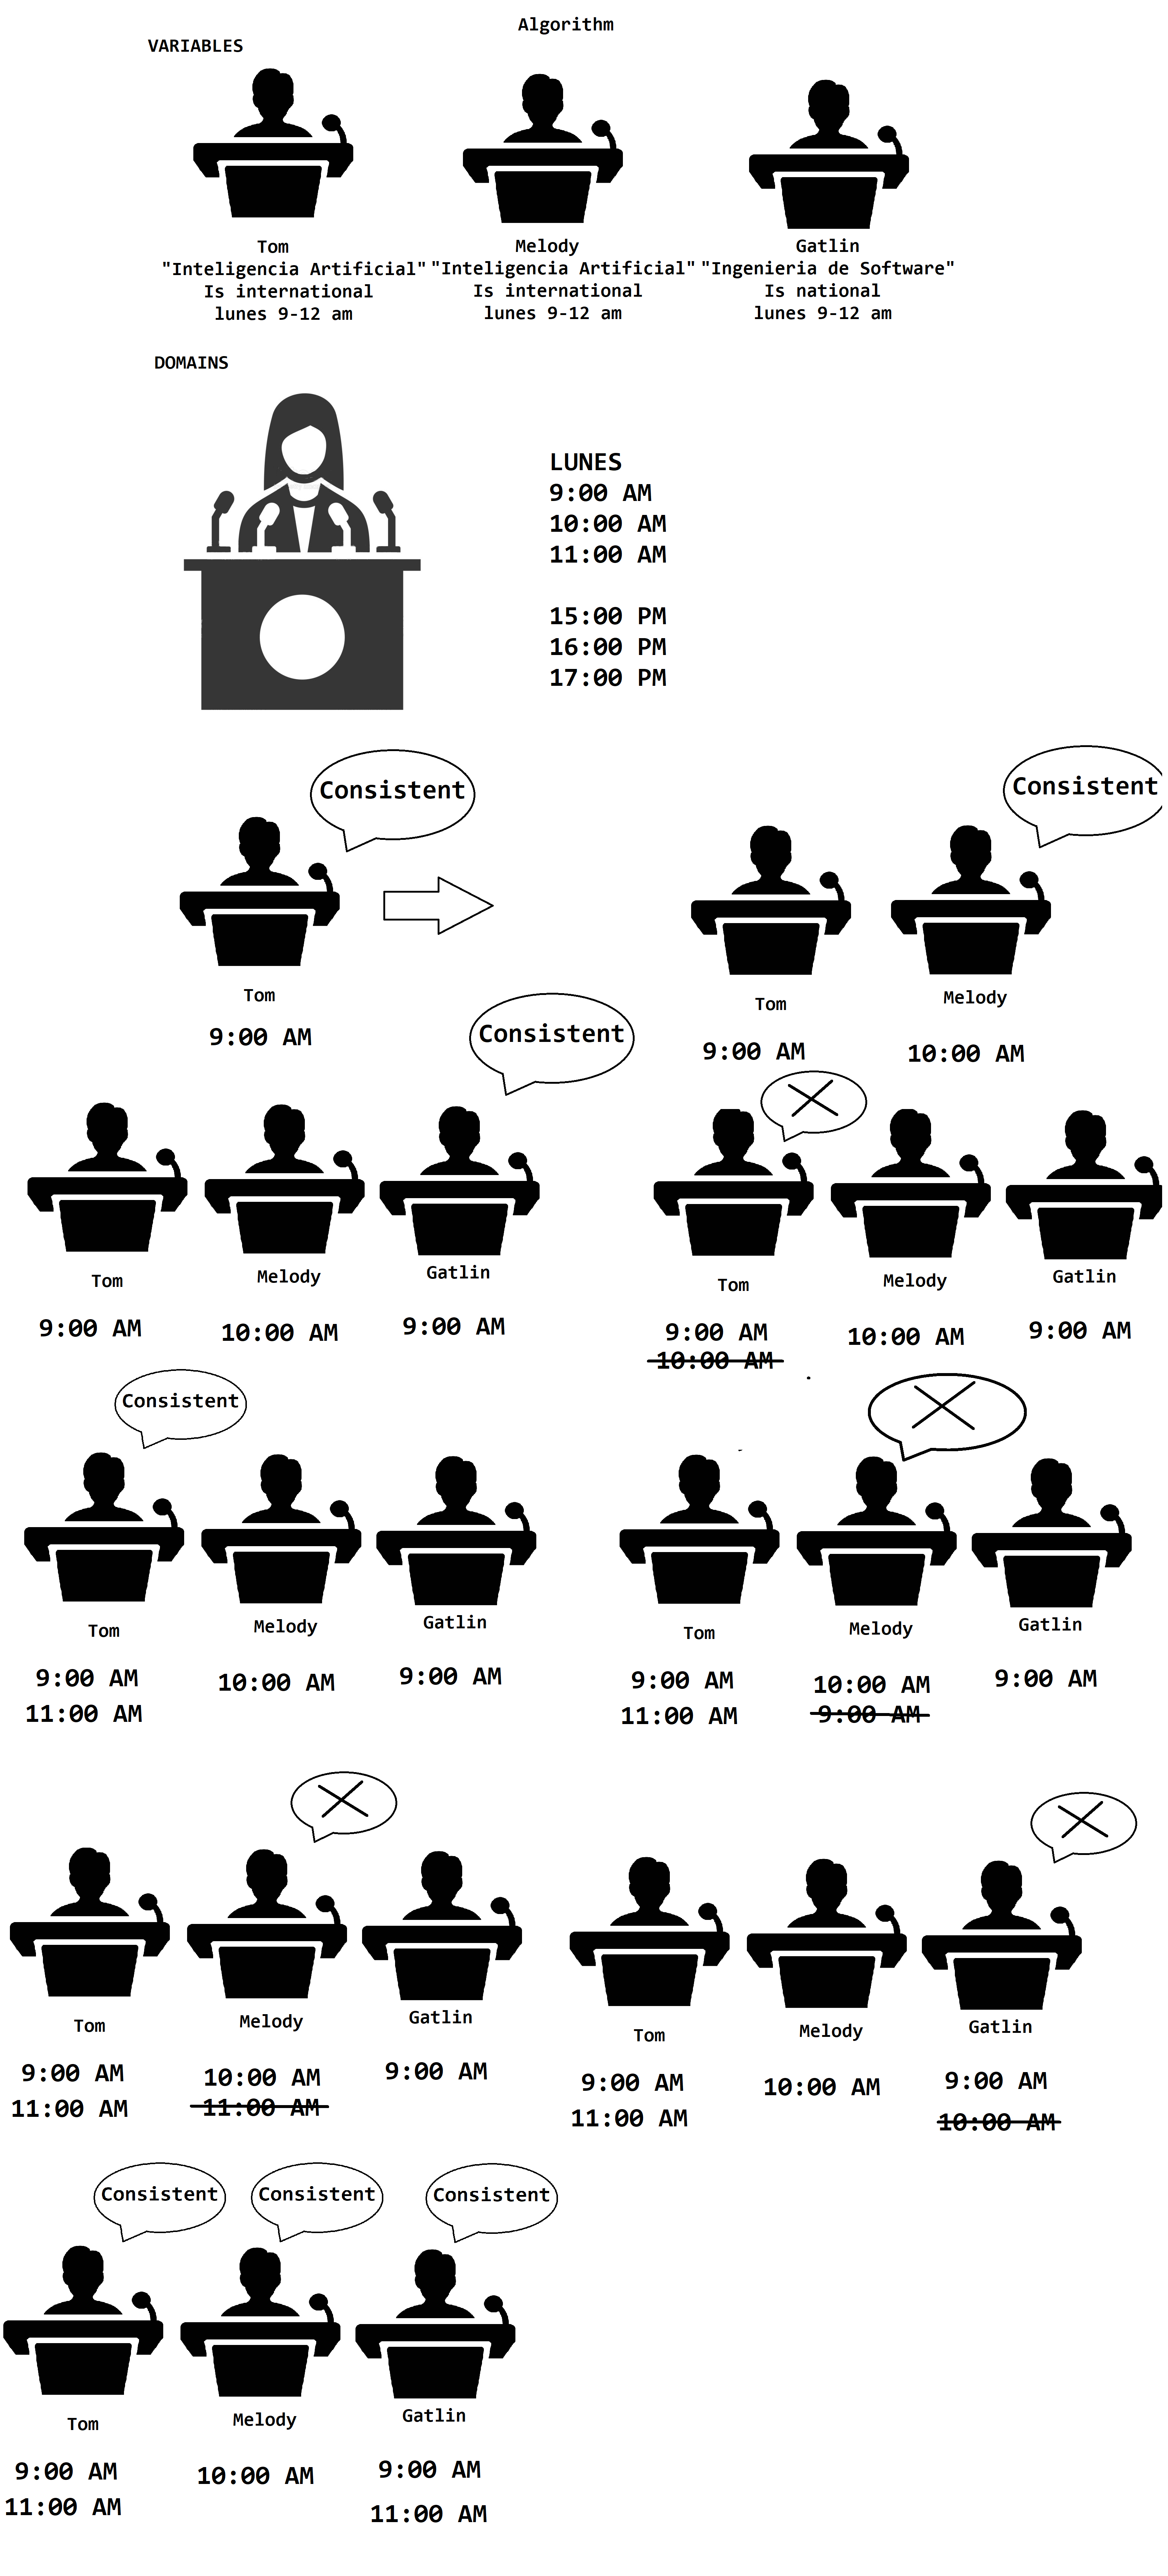 Algorithm
VARIABLES
Tom Melody Gatlin
"Inteligencia Artificial" "Inteligencia Artificial" "Ingenieria de Software"
Is international Is international Is national
lunes 9-12 am lunes 9-12 am lunes 9-12 am
DOMAINS
LUNES
9:00 AM
10:00 AM
11:00 AM
15:00 PM
16:00 PM
17:00 PM
Consistent Consistent
Tom Tom Melody
9:00 AM 9:00 AM 10:00 AM
Consistent
Tom Melody Gatlin Tom Melody Gatlin
9:00 AM 10:00 AM 9:00 AM 9:00 AM 10:00 AM 9:00 AM
10:00 AM
Consistent
Tom Melody Gatlin Tom Melody Gatlin
9:00 AM 10:00 AM 9:00 AM 9:00 AM 10:00 AM 9:00 AM
11:00 AM 11:00 AM 9:00 AM
Tom Melody Gatlin Tom Melody Gatlin
9:00 AM 10:00 AM 9:00 AM 9:00 AM 10:00 AM 9:00 AM
11:00 AM 11:00 AM 11:00 AM 10:00 AM
Consistent Consistent Consistent
Tom Melody Gatlin
9:00 AM 10:00 AM 9:00 AM
11:00 AM 11:00 AM